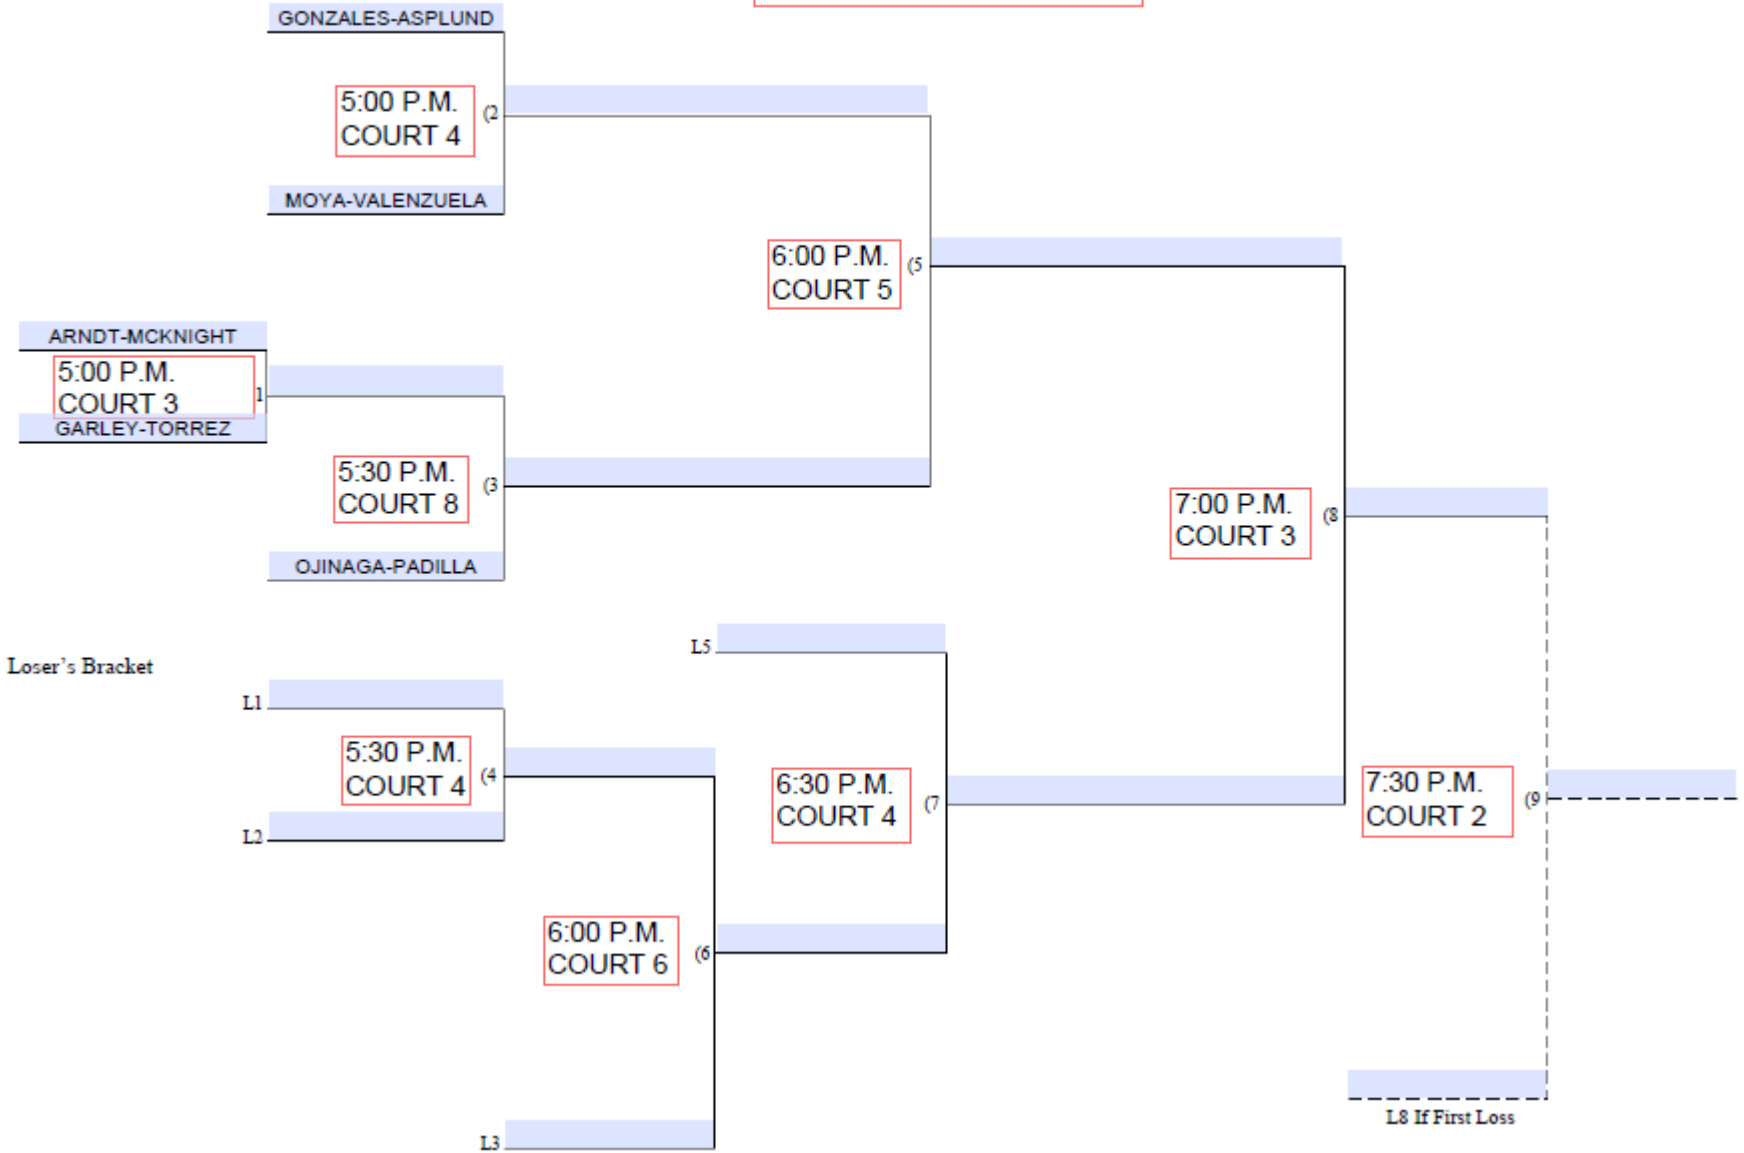 GONZALES-ASPLUND
5:00 P.M.
COURT 4
(2
MOYA-VALENZUELA
6:00 P.M.
COURT 5
(5
ARNDT-MCKNIGHT
5:00 P.M.
COURT 3
1
GARLEY-TORREZ
5:30 P.M.
COURT 8
(3
OJINAGA-PADILLA
7:00 P.M.
COURT 3
(8
Loser's Bracket
L5
L1
5:30 P.M.
COURT 4
(4
L2
6:30 P.M.
COURT 4
(7
7:30 P.M.
COURT 2
(9
6:00 P.M.
COURT 6
(6
L3
L8 If First Loss